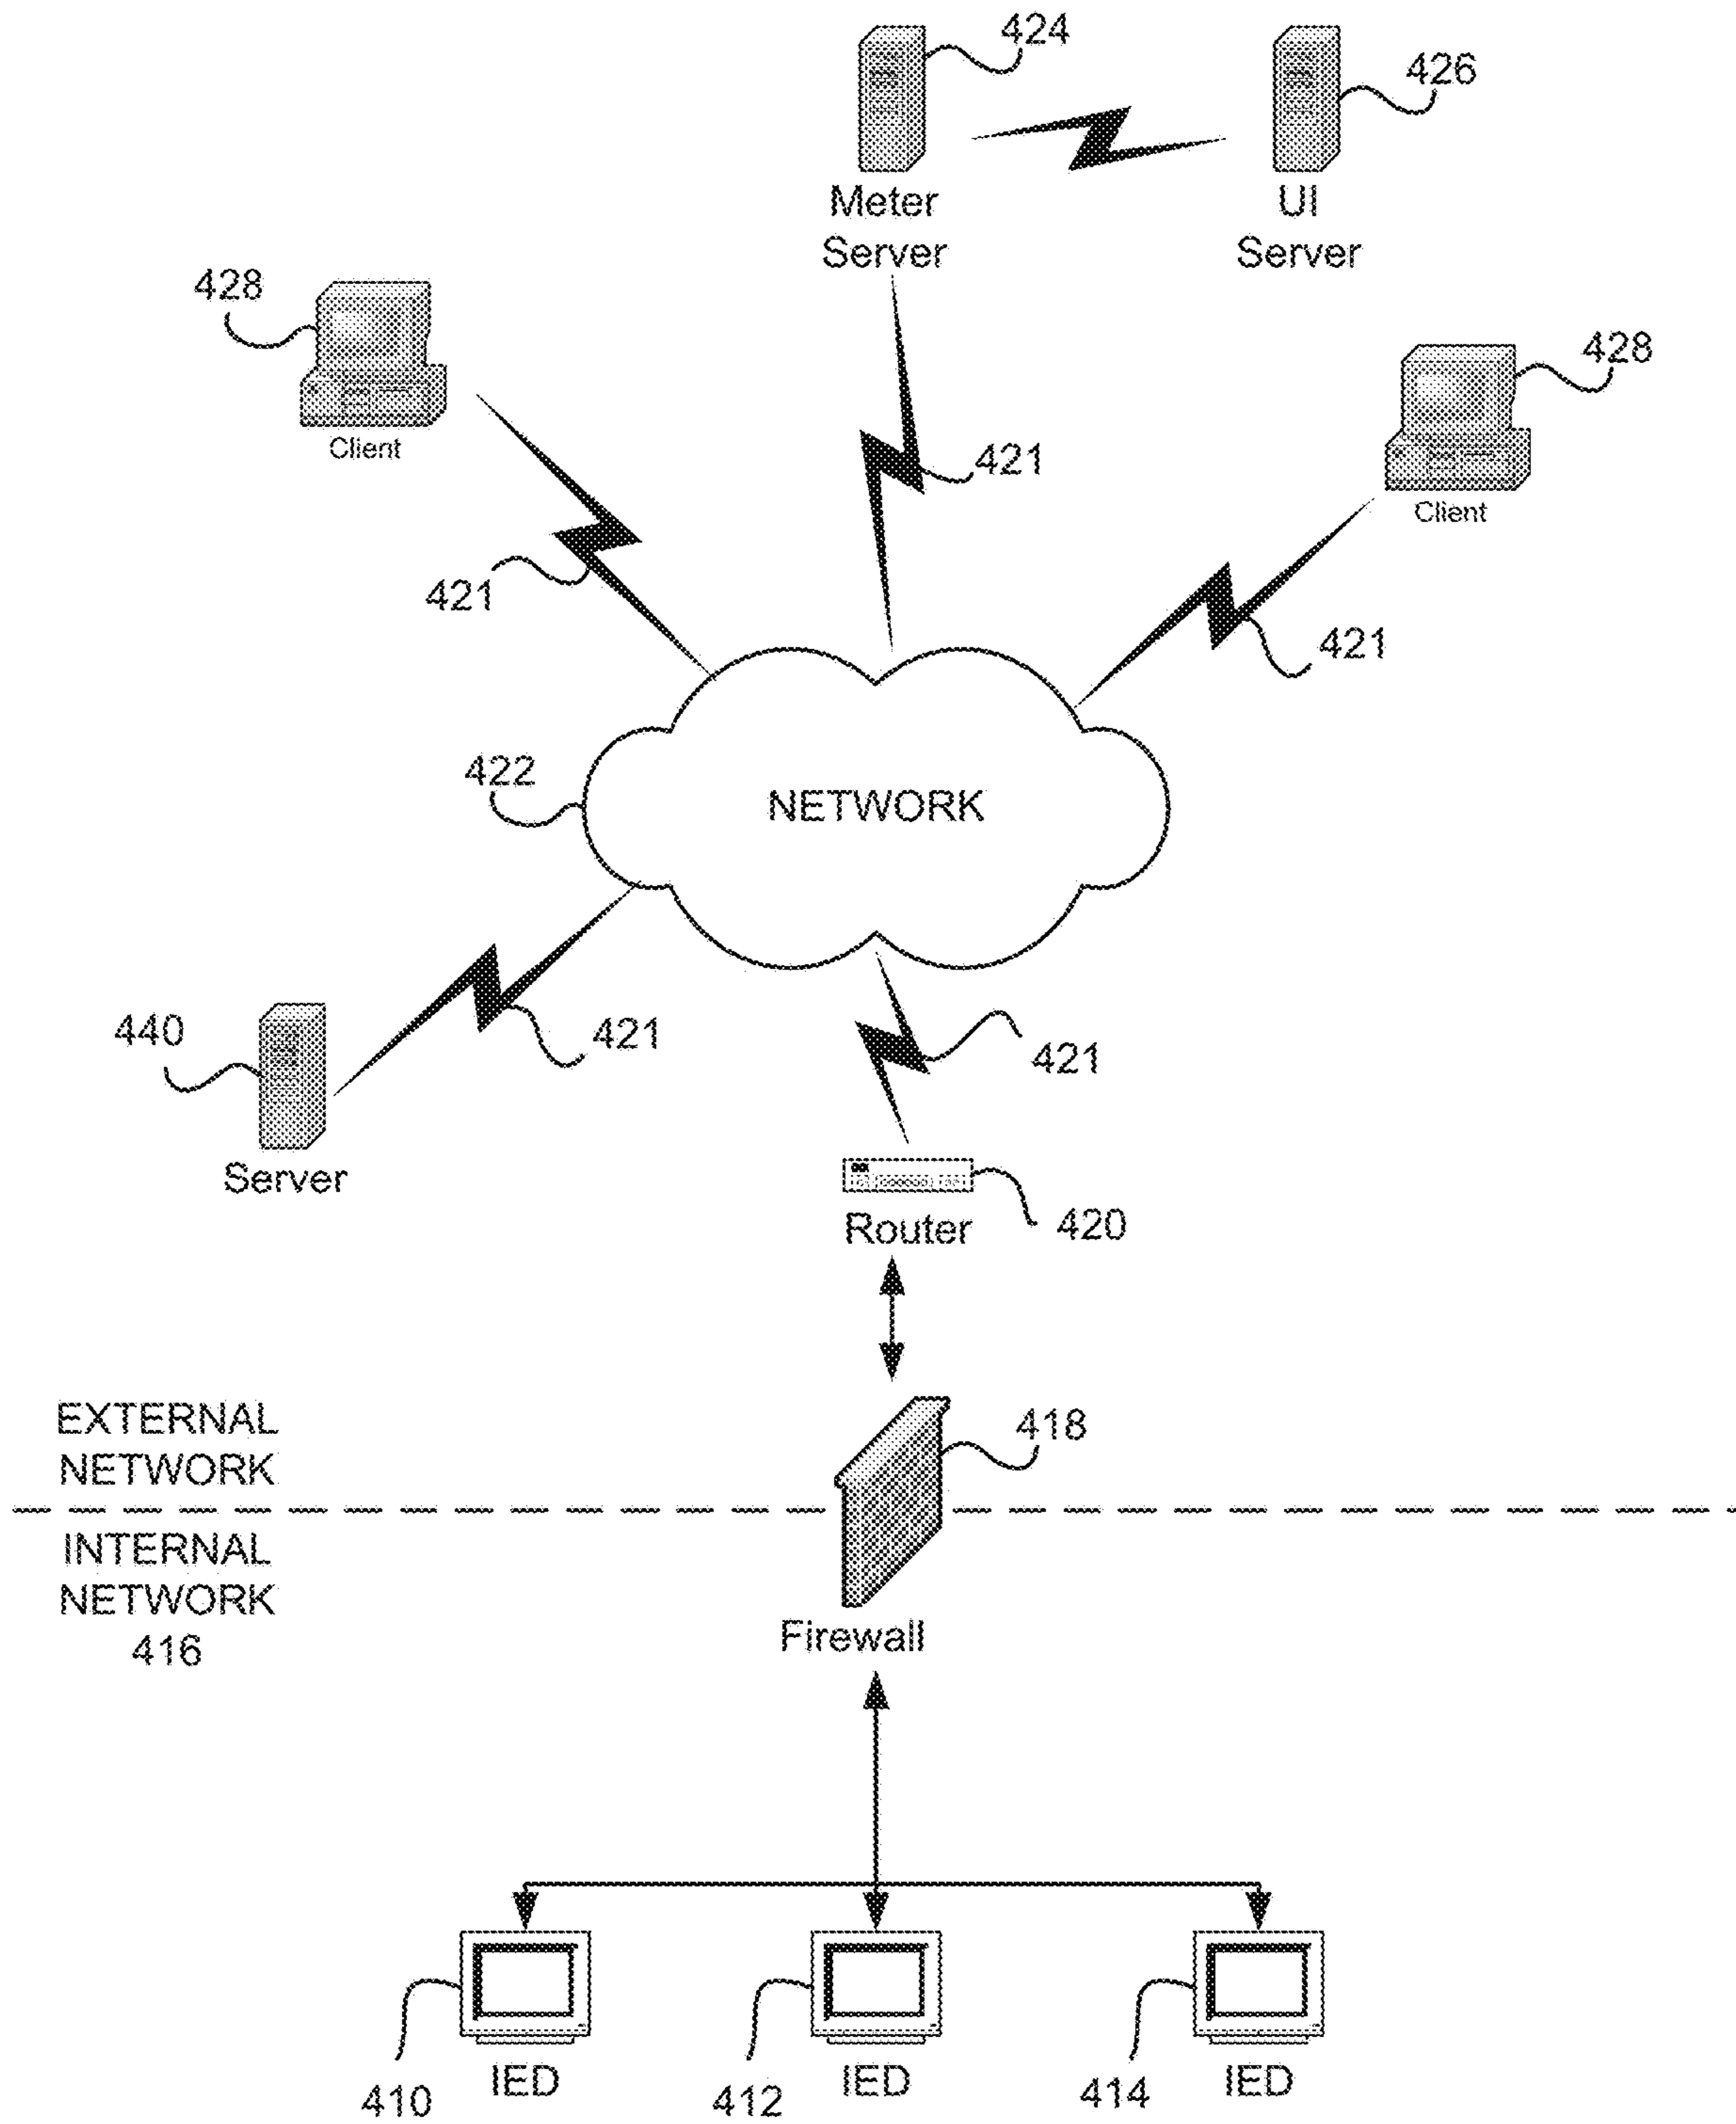 424
426
Meter
Server
UI
Server
428
Client
428
Client
421
421
421
422
NETWORK
440
Server
421
421
Router
420
EXTERNAL
NETWORK
418
INTERNAL
NETWORK
416
Firewall
410
IED
412
IED
414
IED